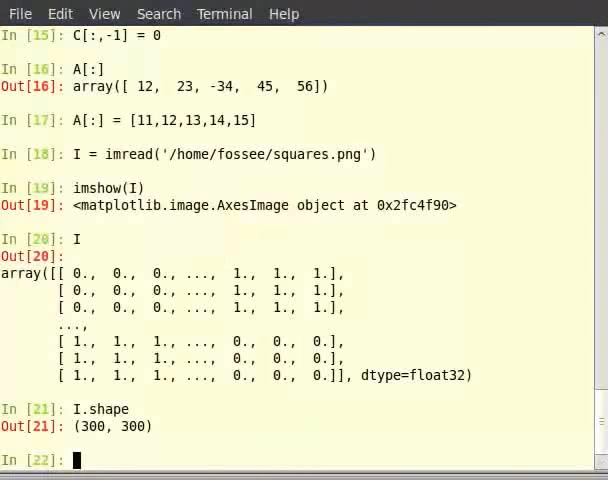 File Edit View Search Terminal Help
In [15]: C[:,-1] = 0
In [16]: A[:]
Out[16]: array([ 12,  23, -34,  45,  56])
In [17]: A[:] = [11,12,13,14,15]
In [18]: I = imread('/home/fossee/squares.png')
In [19]: imshow(I)
Out[19]: <matplotlib.image.AxesImage object at 0x2fc4f90>
In [20]: I
Out[20]:
array([[ 0.,  0.,  0., ...,  1.,  1.,  1.],
       [ 0.,  0.,  0., ...,  1.,  1.,  1.],
       [ 0.,  0.,  0., ...,  1.,  1.,  1.],
       ...,
       [ 1.,  1.,  1., ...,  0.,  0.,  0.],
       [ 1.,  1.,  1., ...,  0.,  0.,  0.],
       [ 1.,  1.,  1., ...,  0.,  0.,  0.]], dtype=float32)
In [21]: I.shape
Out[21]: (300, 300)
In [22]: